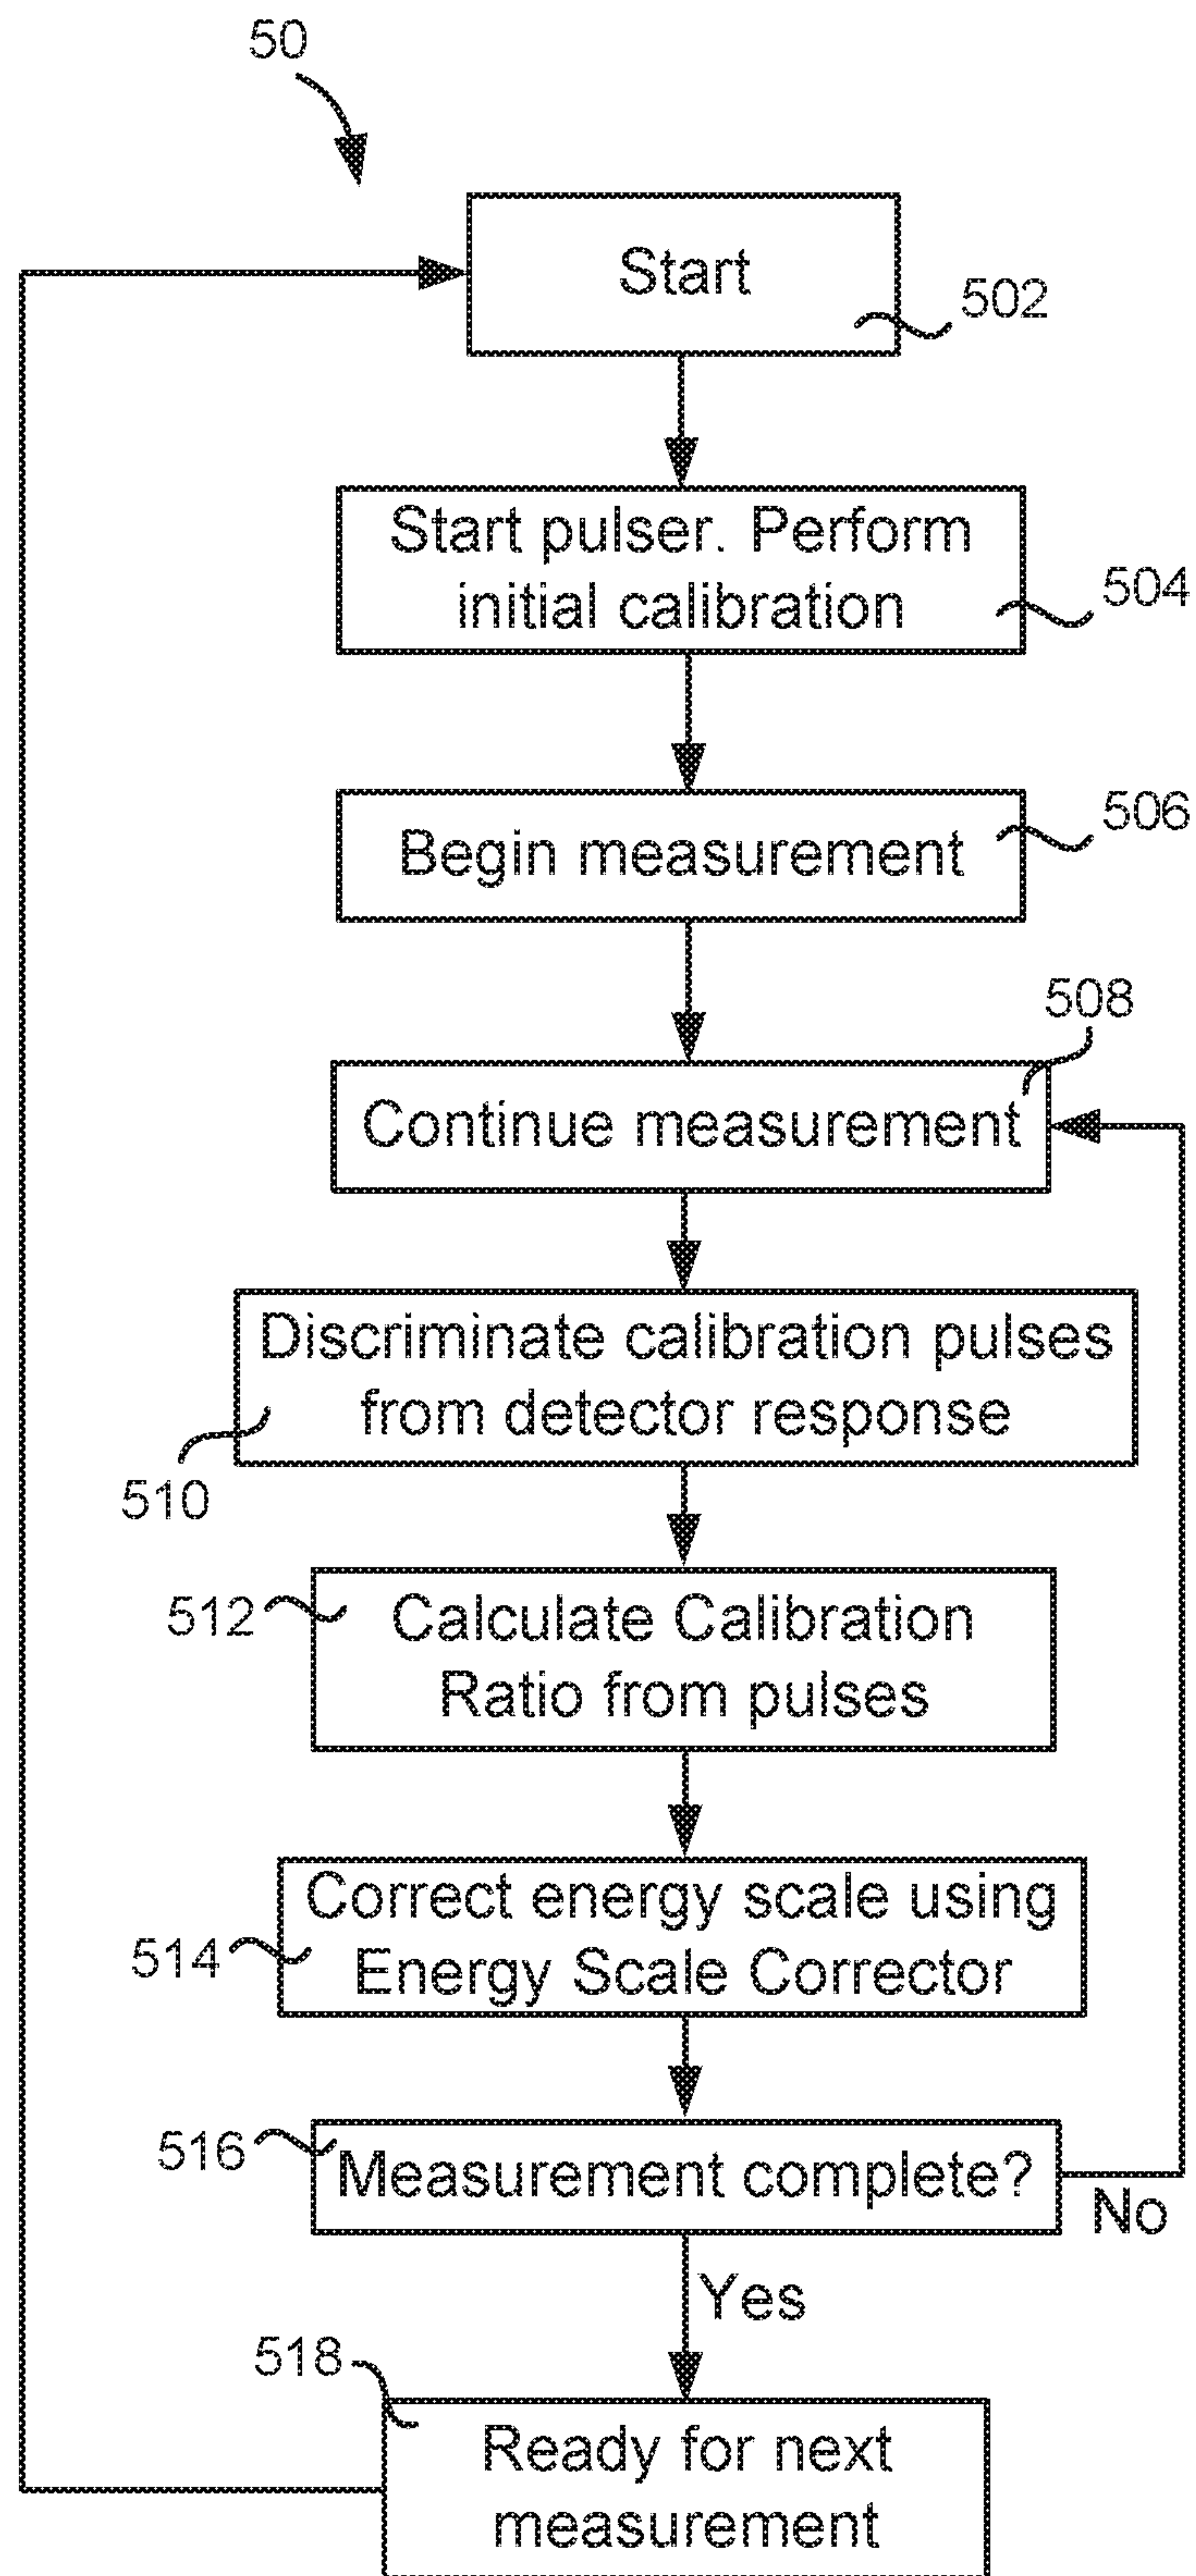 50
Start
502
Start pulser. Perform
initial calibration
504
Begin measurement
506
508
Continue measurement
Discriminate calibration pulses
from detector response
510
512
Calculate Calibration
Ratio from pulses
Correct energy scale using
Energy Scale Corrector
514
516
Measurement complete?
No
Yes
518
Ready for next
measurement